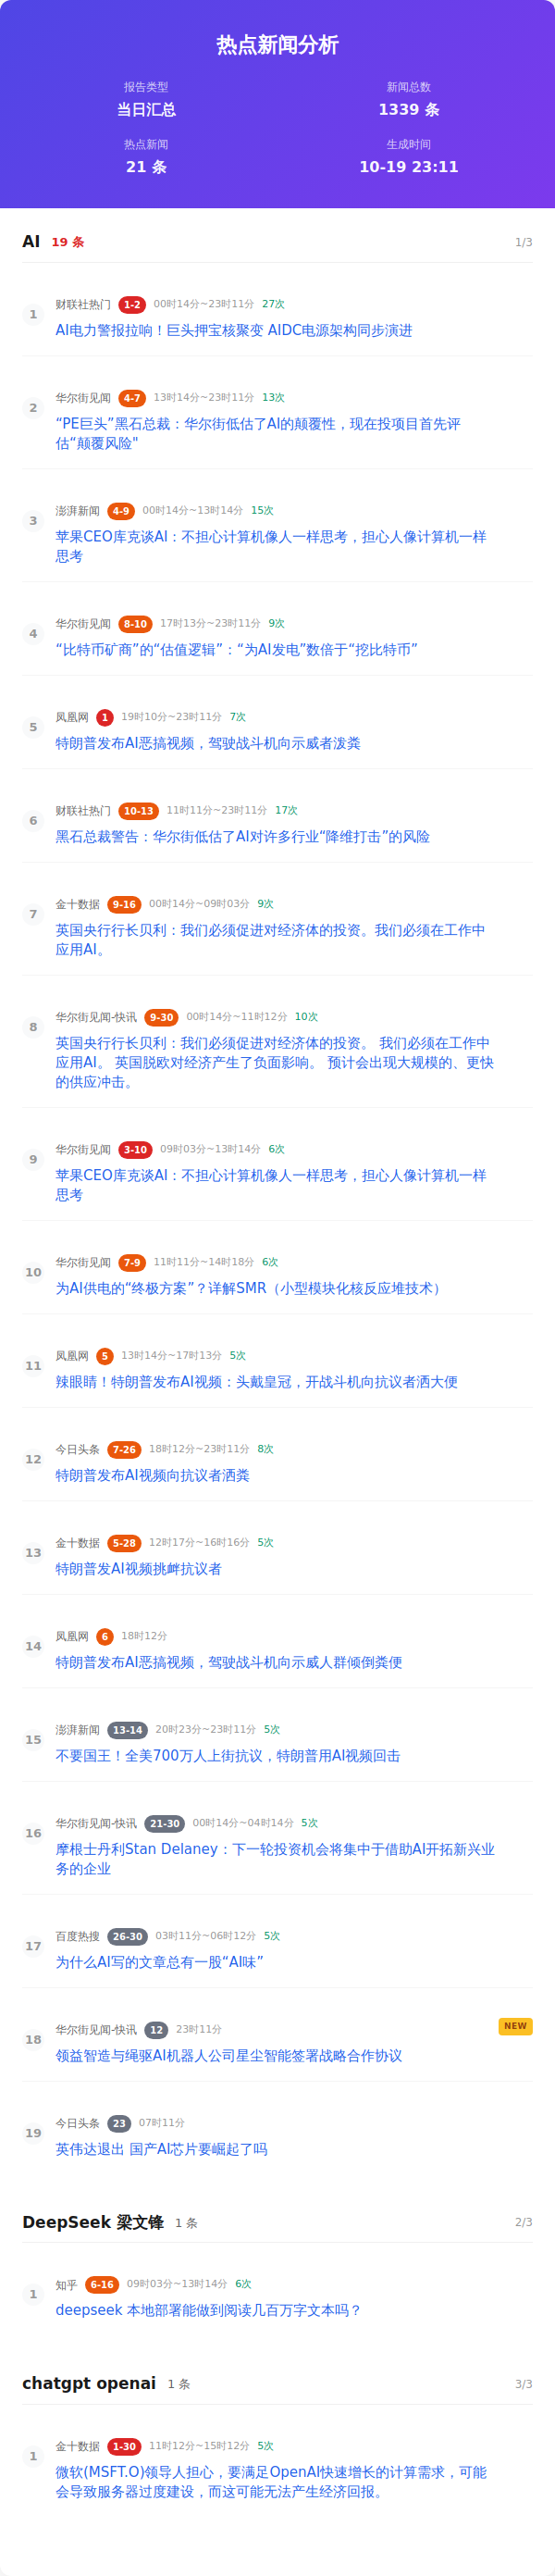 热点新闻分析
报告类型
当日汇总
新闻总数
1339 条
热点新闻
21 条
生成时间
10-19 23:11
AI 19 条 1/3
1 财联社热门 1-2 00时14分~23时11分 27次
AI电力警报拉响！巨头押宝核聚变 AIDC电源架构同步演进
2 华尔街见闻 4-7 13时14分~23时11分 13次
“PE巨头”黑石总裁：华尔街低估了AI的颠覆性，现在投项目首先评
估“颠覆风险"
3 澎湃新闻 4-9 00时14分~13时14分 15次
苹果CEO库克谈AI：不担心计算机像人一样思考，担心人像计算机一样
思考
4 华尔街见闻 8-10 17时13分~23时11分 9次
“比特币矿商”的“估值逻辑”：“为AI发电”数倍于“挖比特币”
5 凤凰网 1 19时10分~23时11分 7次
特朗普发布AI恶搞视频，驾驶战斗机向示威者泼粪
6 财联社热门 10-13 11时11分~23时11分 17次
黑石总裁警告：华尔街低估了AI对许多行业“降维打击”的风险
7 金十数据 9-16 00时14分~09时03分 9次
英国央行行长贝利：我们必须促进对经济体的投资。我们必须在工作中
应用AI。
8 华尔街见闻-快讯 9-30 00时14分~11时12分 10次
英国央行行长贝利：我们必须促进对经济体的投资。 我们必须在工作中
应用AI。 英国脱欧对经济产生了负面影响。 预计会出现大规模的、更快
的供应冲击。
9 华尔街见闻 3-10 09时03分~13时14分 6次
苹果CEO库克谈AI：不担心计算机像人一样思考，担心人像计算机一样
思考
10 华尔街见闻 7-9 11时11分~14时18分 6次
为AI供电的“终极方案”？详解SMR（小型模块化核反应堆技术）
11 凤凰网 5 13时14分~17时13分 5次
辣眼睛！特朗普发布AI视频：头戴皇冠，开战斗机向抗议者洒大便
12 今日头条 7-26 18时12分~23时11分 8次
特朗普发布AI视频向抗议者洒粪
13 金十数据 5-28 12时17分~16时16分 5次
特朗普发AI视频挑衅抗议者
14 凤凰网 6 18时12分
特朗普发布AI恶搞视频，驾驶战斗机向示威人群倾倒粪便
15 澎湃新闻 13-14 20时23分~23时11分 5次
不要国王！全美700万人上街抗议，特朗普用AI视频回击
16 华尔街见闻-快讯 21-30 00时14分~04时14分 5次
摩根士丹利Stan Delaney：下一轮投资机会将集中于借助AI开拓新兴业
务的企业
17 百度热搜 26-30 03时11分~06时12分 5次
为什么AI写的文章总有一股“AI味”
18 华尔街见闻-快讯 12 23时11分 NEW
领益智造与绳驱AI机器人公司星尘智能签署战略合作协议
19 今日头条 23 07时11分
英伟达退出 国产AI芯片要崛起了吗
DeepSeek 梁文锋 1 条 2/3
1 知乎 6-16 09时03分~13时14分 6次
deepseek 本地部署能做到阅读几百万字文本吗？
chatgpt openai 1 条 3/3
1 金十数据 1-30 11时12分~15时12分 5次
微软(MSFT.O)领导人担心，要满足OpenAI快速增长的计算需求，可能
会导致服务器过度建设，而这可能无法产生经济回报。